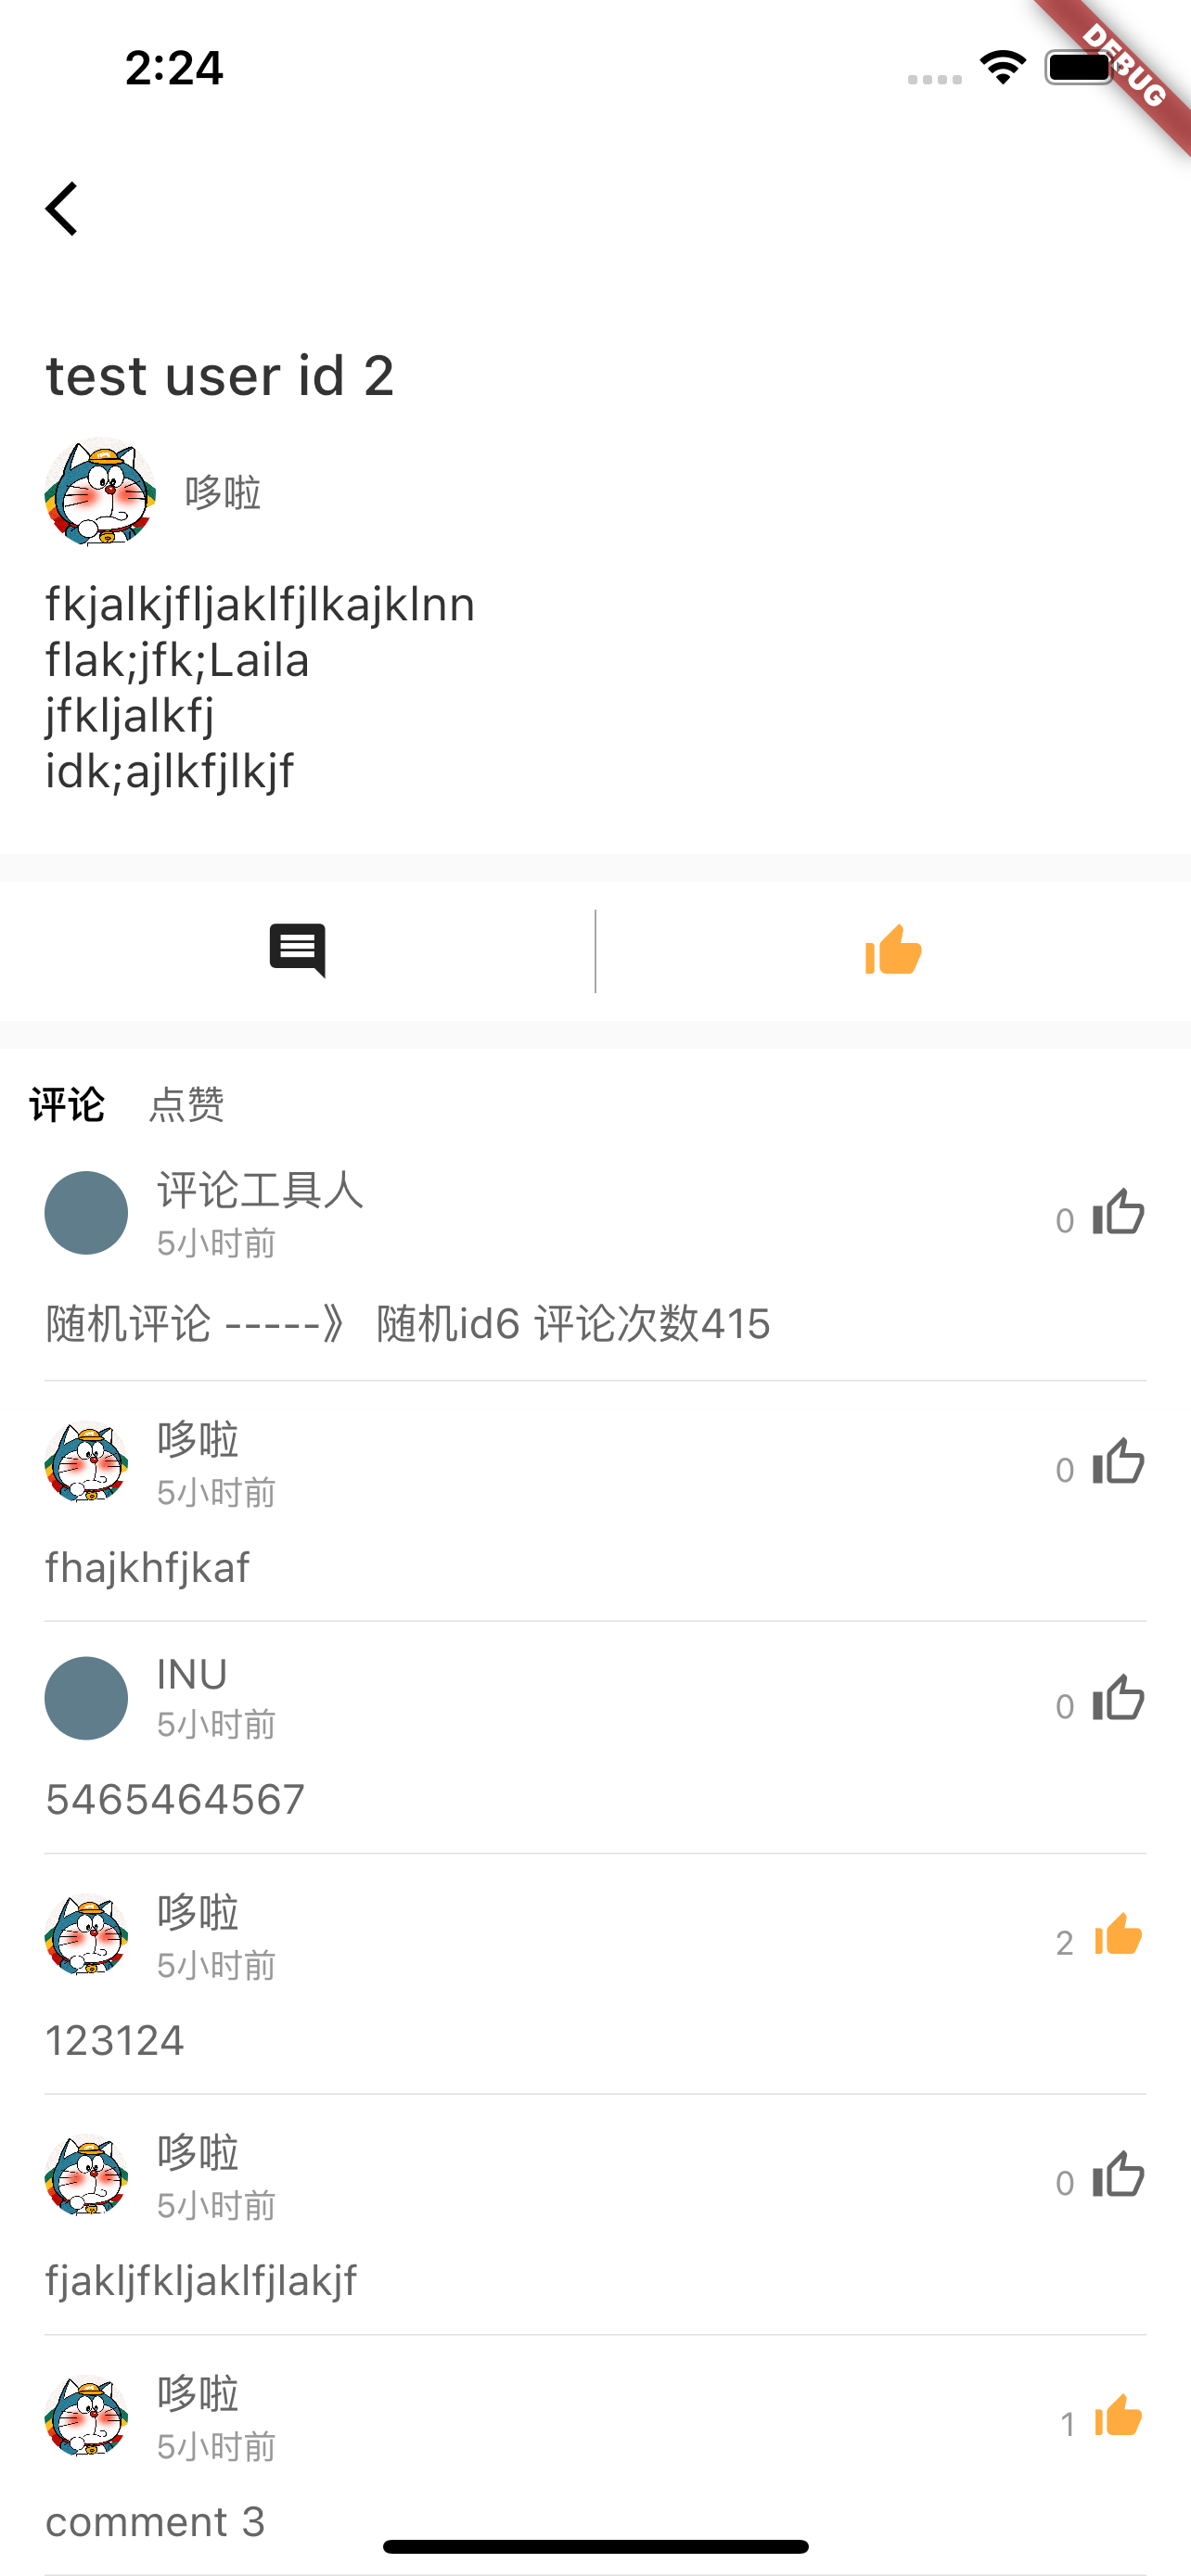 2:24
DEBUG
test user id 2
哆啦
fkjalkjfljaklfjlkajklnn
flak;jfk;Laila
jfkljalkfj
idk;ajlkfjlkjf
评论 点赞
评论工具人
5小时前
0
随机评论 -----》 随机id6 评论次数415
哆啦
5小时前
0
fhajkhfjkaf
INU
5小时前
0
5465464567
哆啦
5小时前
2
123124
哆啦
5小时前
0
fjakljfkljaklfjlakjf
哆啦
5小时前
1
comment 3